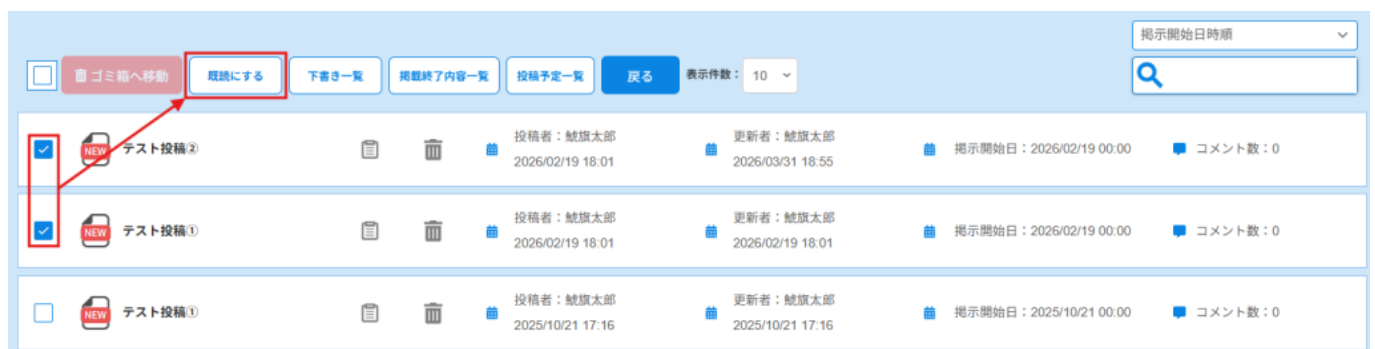 掲示開始日時順
ゴミ箱へ移動 既読にする 下書き一覧 掲載終了内容一覧 投稿予定一覧 戻る 表示件数: 10
NEW テスト投稿② 投稿者:鯱旗太郎 更新者:鯱旗太郎 掲示開始日:2026/02/19 00:00 コメント数:0
2026/02/19 18:01 2026/03/31 18:55
NEW テスト投稿① 投稿者:鯱旗太郎 更新者:鯱旗太郎 掲示開始日:2026/02/19 00:00 コメント数:0
2026/02/19 18:01 2026/02/19 18:01
NEW テスト投稿① 投稿者:鯱旗太郎 更新者:鯱旗太郎 掲示開始日:2025/10/21 00:00 コメント数:0
2025/10/21 17:16 2025/10/21 17:16